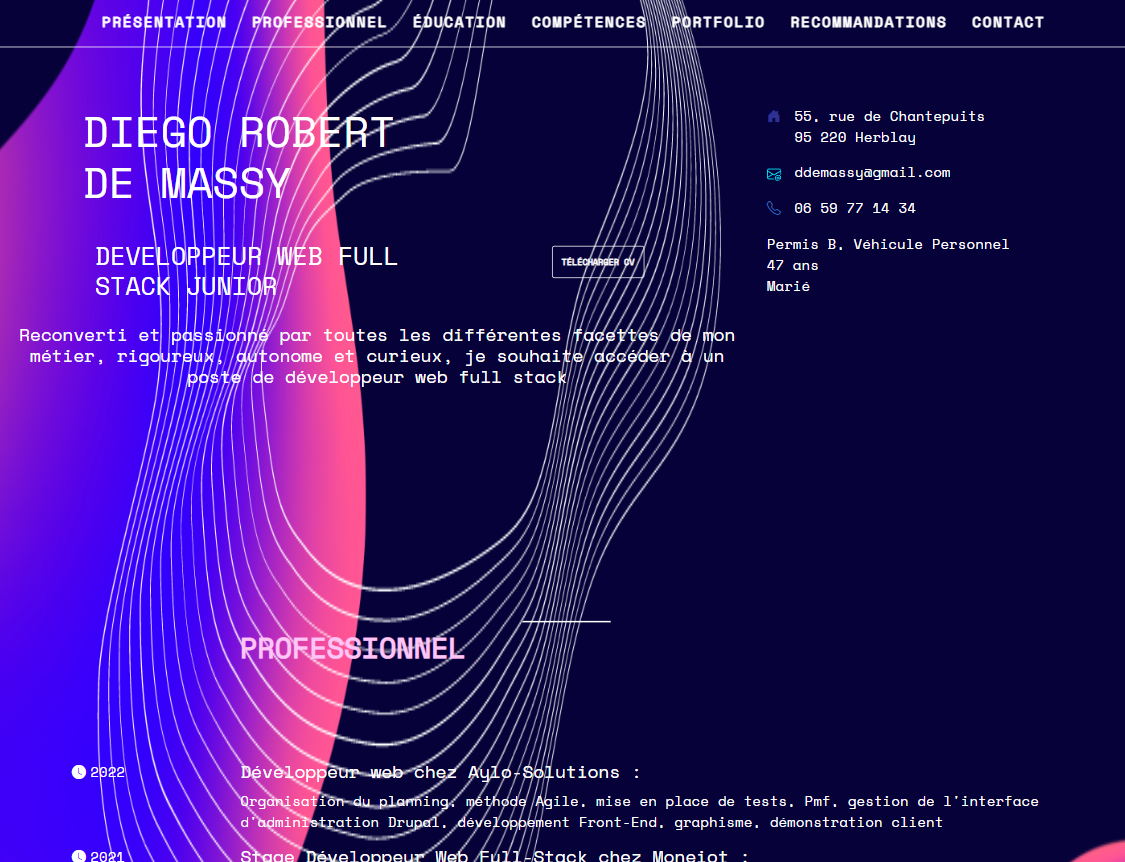 PRÉSENTATION PROFESSIONNEL ÉDUCATION COMPÉTENCES PORTFOLIO RECOMMANDATIONS CONTACT
DIEGO ROBERT
DE MASSY
DEVELOPPEUR WEB FULL
STACK JUNIOR
TÉLÉCHARGER CV
Reconverti et passionné par toutes les différentes facettes de mon
métier, rigoureux, autonome et curieux, je souhaite accéder à un
poste de développeur web full stack
55, rue de Chantepuits
95 220 Herblay
ddemassy@gmail.com
06 59 77 14 34
Permis B, Véhicule Personnel
47 ans
Marié
PROFESSIONNEL
2022
Développeur web chez Aylo-Solutions :
Organisation du planning, méthode Agile, mise en place de tests, Pmf, gestion de l'interface
d'administration Drupal, développement Front-End, graphisme, démonstration client
2021
Stage Développeur Web Full-Stack chez Monejot :